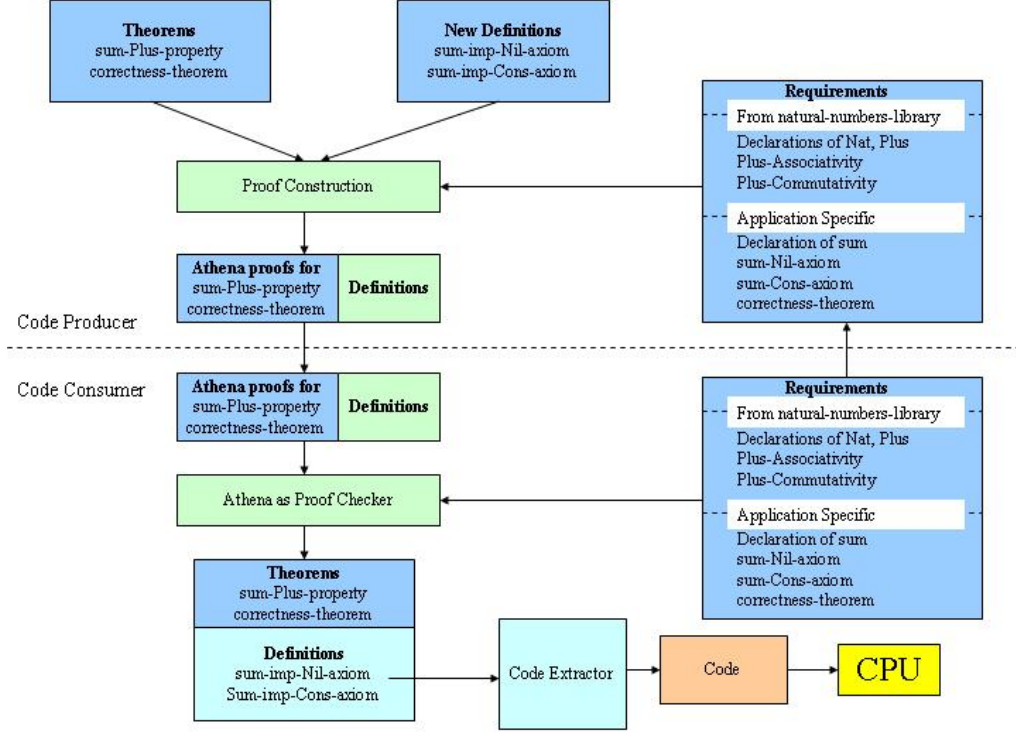 Theorems
sum-Plus-property
correctness-theorem
New Definitions
sum-imp-Nil-axiom
sum-imp-Cons-axiom
Requirements
From natural-numbers-library
Declarations of Nat, Plus
Plus-Associativity
Plus-Commutativity
Application Specific
Declaration of sum
sum-Nil-axiom
sum-Cons-axiom
correctness-theorem
Proof Construction
Athena proofs for
sum-Plus-property
correctness-theorem
Definitions
Code Producer
Code Consumer
Athena proofs for
sum-Plus-property
correctness-theorem
Definitions
Requirements
From natural-numbers-library
Declarations of Nat, Plus
Plus-Associativity
Plus-Commutativity
Application Specific
Declaration of sum
sum-Nil-axiom
sum-Cons-axiom
correctness-theorem
Athena as Proof Checker
Theorems
sum-Plus-property
correctness-theorem
Definitions
sum-imp-Nil-axiom
Sum-imp-Cons-axiom
Code Extractor
Code
CPU